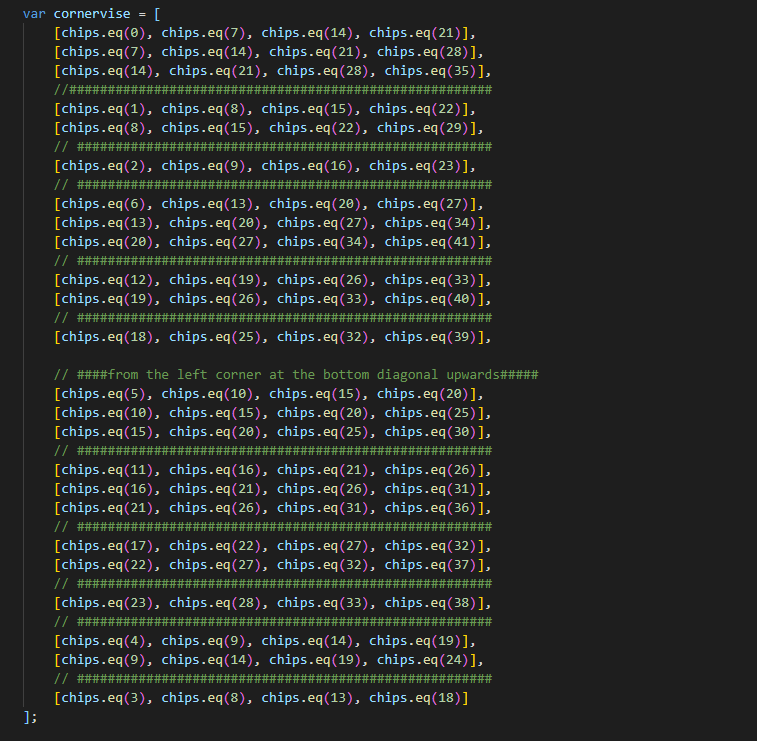 var cornervise = [
    [chips.eq(0), chips.eq(7), chips.eq(14), chips.eq(21)],
    [chips.eq(7), chips.eq(14), chips.eq(21), chips.eq(28)],
    [chips.eq(14), chips.eq(21), chips.eq(28), chips.eq(35)],
    //#######################################################
    [chips.eq(1), chips.eq(8), chips.eq(15), chips.eq(22)],
    [chips.eq(8), chips.eq(15), chips.eq(22), chips.eq(29)],
    // ######################################################
    [chips.eq(2), chips.eq(9), chips.eq(16), chips.eq(23)],
    // ######################################################
    [chips.eq(6), chips.eq(13), chips.eq(20), chips.eq(27)],
    [chips.eq(13), chips.eq(20), chips.eq(27), chips.eq(34)],
    [chips.eq(20), chips.eq(27), chips.eq(34), chips.eq(41)],
    // ######################################################
    [chips.eq(12), chips.eq(19), chips.eq(26), chips.eq(33)],
    [chips.eq(19), chips.eq(26), chips.eq(33), chips.eq(40)],
    // ######################################################
    [chips.eq(18), chips.eq(25), chips.eq(32), chips.eq(39)],
    // ####from the left corner at the bottom diagonal upwards#####
    [chips.eq(5), chips.eq(10), chips.eq(15), chips.eq(20)],
    [chips.eq(10), chips.eq(15), chips.eq(20), chips.eq(25)],
    [chips.eq(15), chips.eq(20), chips.eq(25), chips.eq(30)],
    // ######################################################
    [chips.eq(11), chips.eq(16), chips.eq(21), chips.eq(26)],
    [chips.eq(16), chips.eq(21), chips.eq(26), chips.eq(31)],
    [chips.eq(21), chips.eq(26), chips.eq(31), chips.eq(36)],
    // ######################################################
    [chips.eq(17), chips.eq(22), chips.eq(27), chips.eq(32)],
    [chips.eq(22), chips.eq(27), chips.eq(32), chips.eq(37)],
    // ######################################################
    [chips.eq(23), chips.eq(28), chips.eq(33), chips.eq(38)],
    // ######################################################
    [chips.eq(4), chips.eq(9), chips.eq(14), chips.eq(19)],
    [chips.eq(9), chips.eq(14), chips.eq(19), chips.eq(24)],
    // ######################################################
    [chips.eq(3), chips.eq(8), chips.eq(13), chips.eq(18)]
];